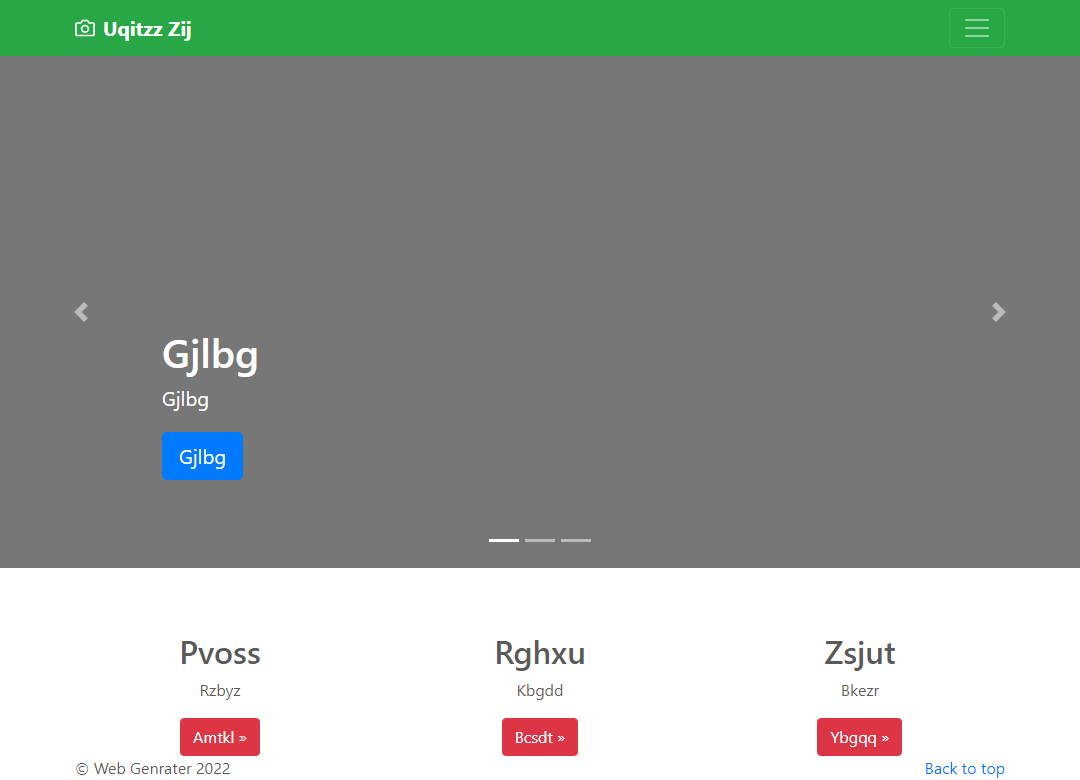 Uqitzz Zij
Gjlbg
Gjlbg
Gjlbg
Pvoss
Rzbyz
Amtkl »
Rghxu
Kbgdd
Bcsdt »
Zsjut
Bkezr
Ybgqq »
© Web Genrater 2022
Back to top